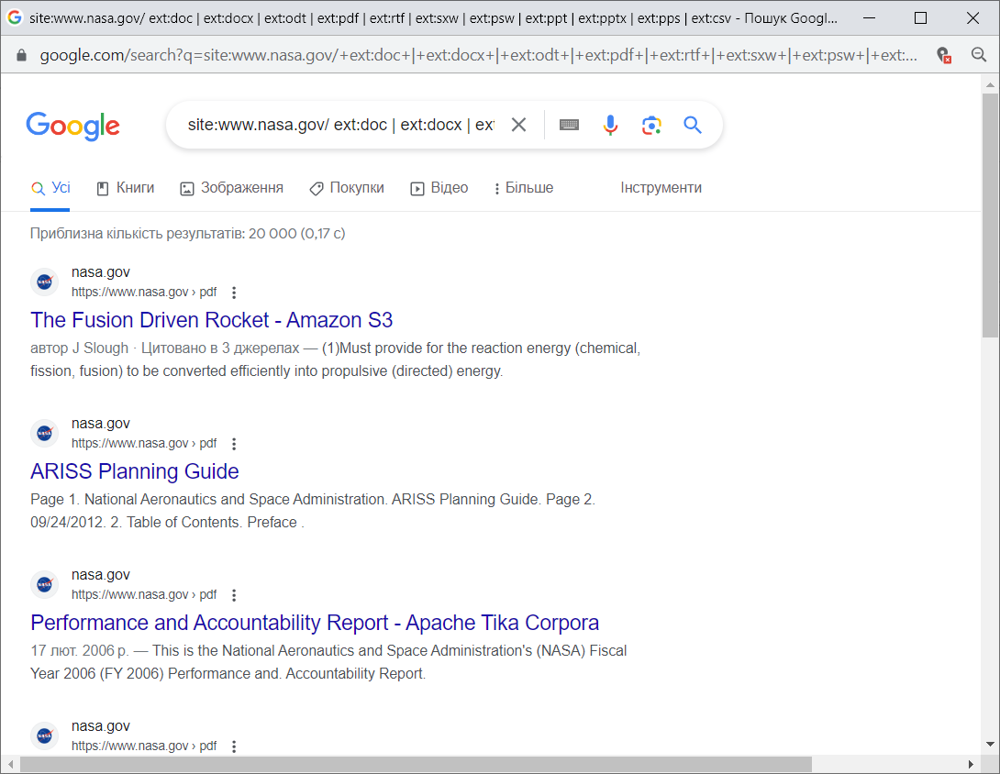 site:www.nasa.gov/ ext:doc | ext:docx | ext:odt | ext:pdf | ext:rtf | ext:sxw | ext:psw | ext:ppt | ext:pptx | ext:pps | ext:csv - Пошук Googl...
google.com/search?q=site:www.nasa.gov/+ext:doc+|+ext:docx+|+ext:odt+|+ext:pdf+|+ext:rtf+|+ext:sxw+|+ext:psw+|+ext:...
Google
site:www.nasa.gov/ ext:doc | ext:docx | ext
Усі Книги Зображення Покупки Відео Більше Інструменти
Приблизна кількість результатів: 20 000 (0,17 с)
nasa.gov
https://www.nasa.gov › pdf
The Fusion Driven Rocket - Amazon S3
автор J Slough · Цитовано в 3 джерелах — (1)Must provide for the reaction energy (chemical,
fission, fusion) to be converted efficiently into propulsive (directed) energy.
nasa.gov
https://www.nasa.gov › pdf
ARISS Planning Guide
Page 1. National Aeronautics and Space Administration. ARISS Planning Guide. Page 2.
09/24/2012. 2. Table of Contents. Preface .
nasa.gov
https://www.nasa.gov › pdf
Performance and Accountability Report - Apache Tika Corpora
17 лют. 2006 р. — This is the National Aeronautics and Space Administration's (NASA) Fiscal
Year 2006 (FY 2006) Performance and. Accountability Report.
nasa.gov
https://www.nasa.gov › pdf